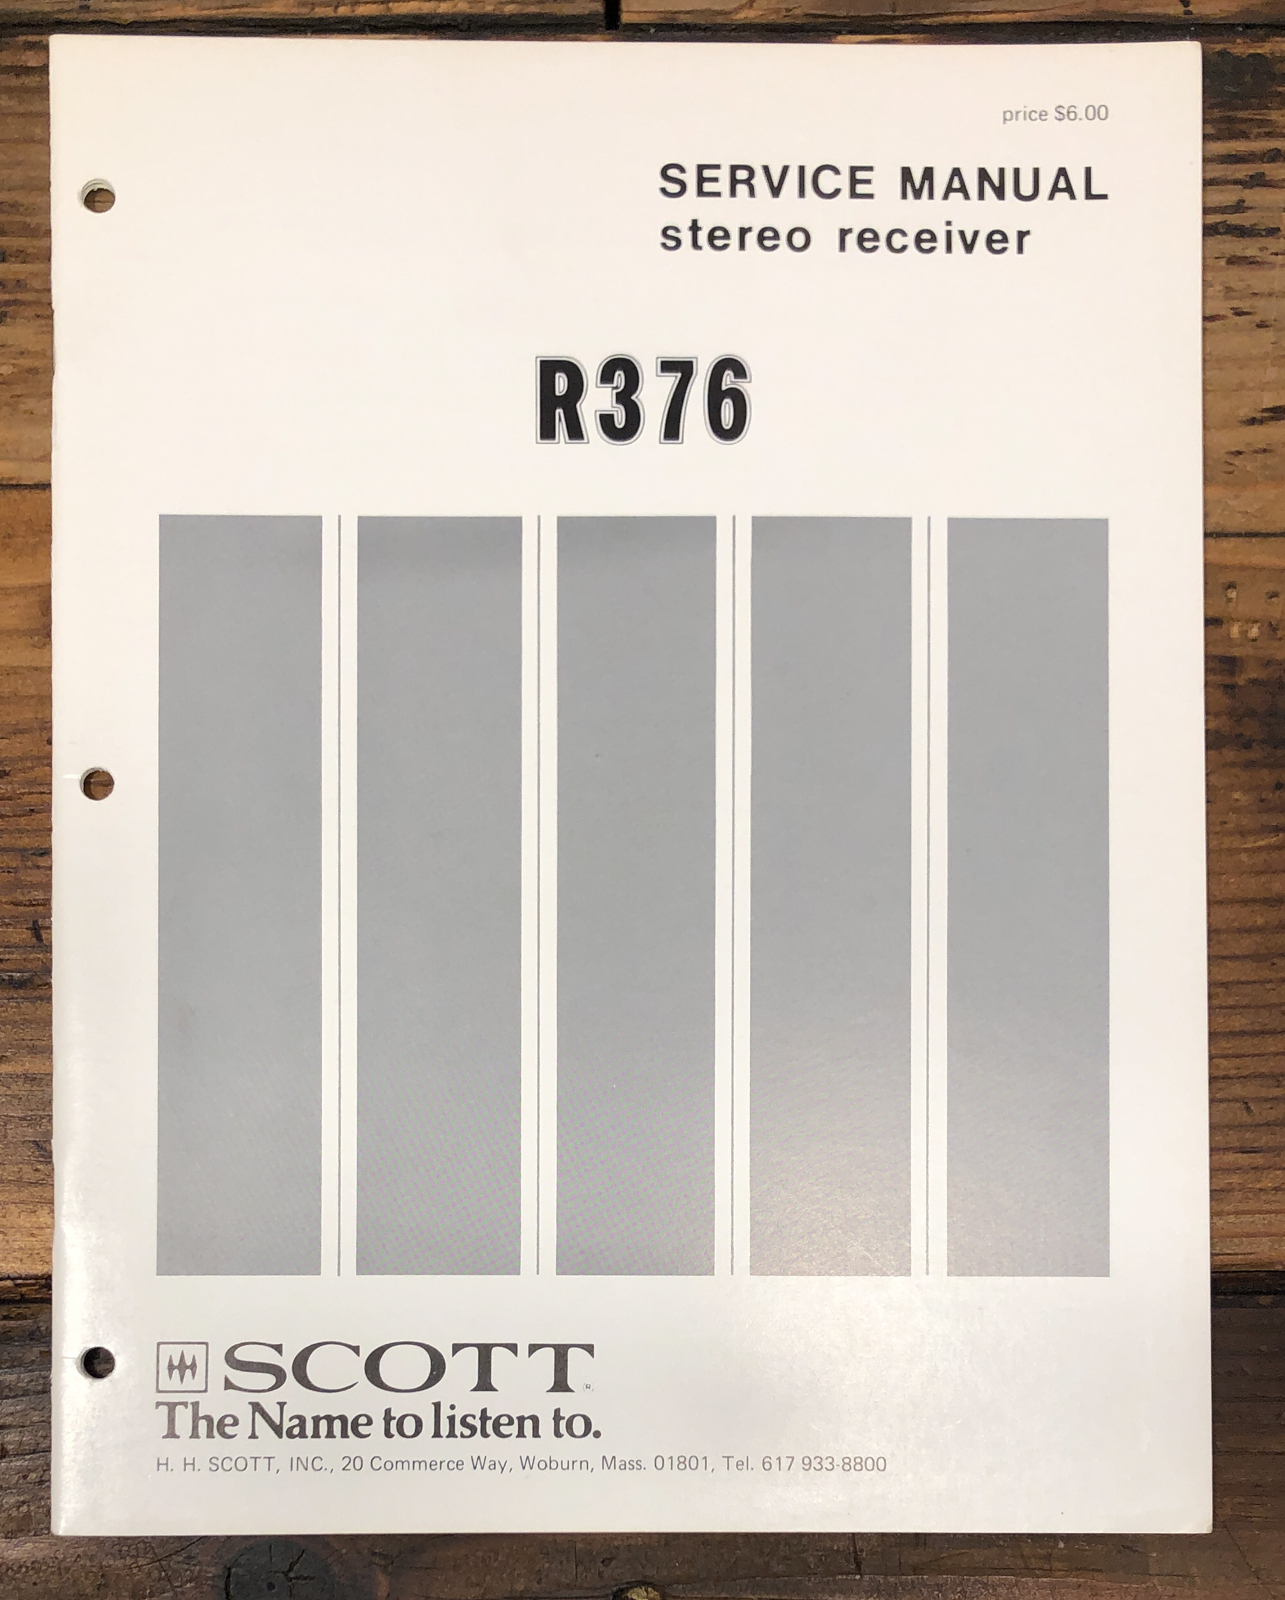 price $6.00
SERVICE MANUAL
stereo receiver
R376
SCOTT®
The Name to listen to.
H. H. SCOTT, INC., 20 Commerce Way, Woburn, Mass. 01801, Tel. 617 933-8800